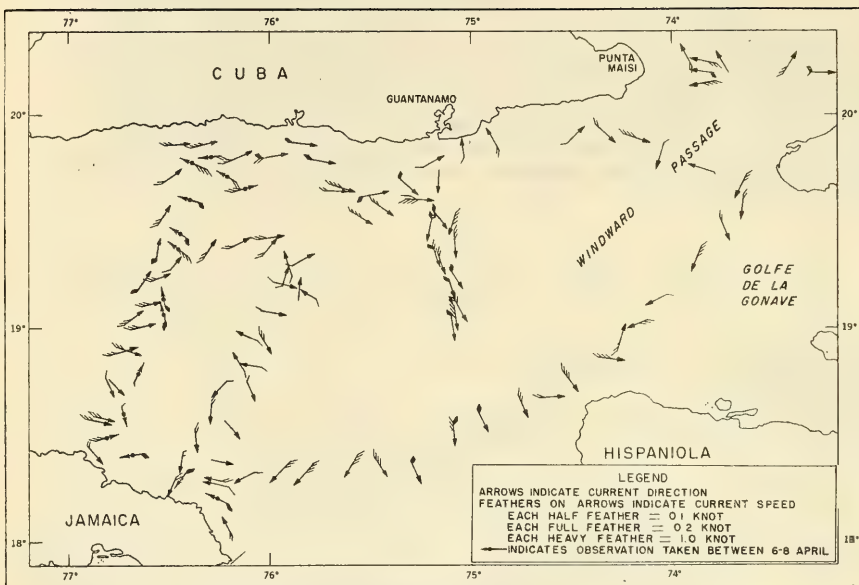 77° 76° 75° 74°
CUBA
PUNTA
MAISI
GUANTANAMO
20° 20°
WINDWARD PASSAGE
GOLFE
DE LA
GONAVE
19° 19°
HISPANIOLA
JAMAICA
LEGEND
ARROWS INDICATE CURRENT DIRECTION
FEATHERS ON ARROWS INDICATE CURRENT SPEED
EACH HALF FEATHER = 0.1 KNOT
EACH FULL FEATHER = 0.2 KNOT
EACH HEAVY FEATHER = 1.0 KNOT
INDICATES OBSERVATION TAKEN BETWEEN 6-8 APRIL
18° 18°
77° 76° 75° 74°